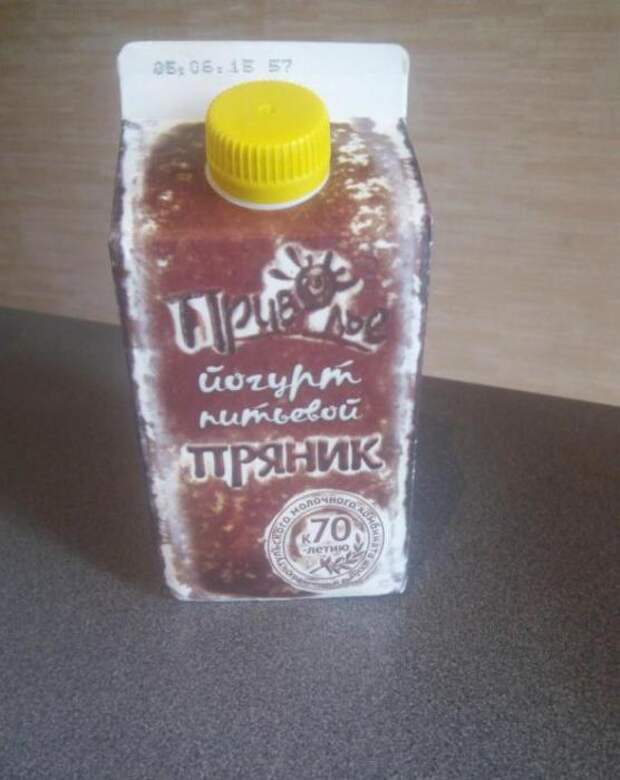 05.06.15 57
Приволье
йогурт
питьевой
пряник
молочного комбината
к 70
-летию